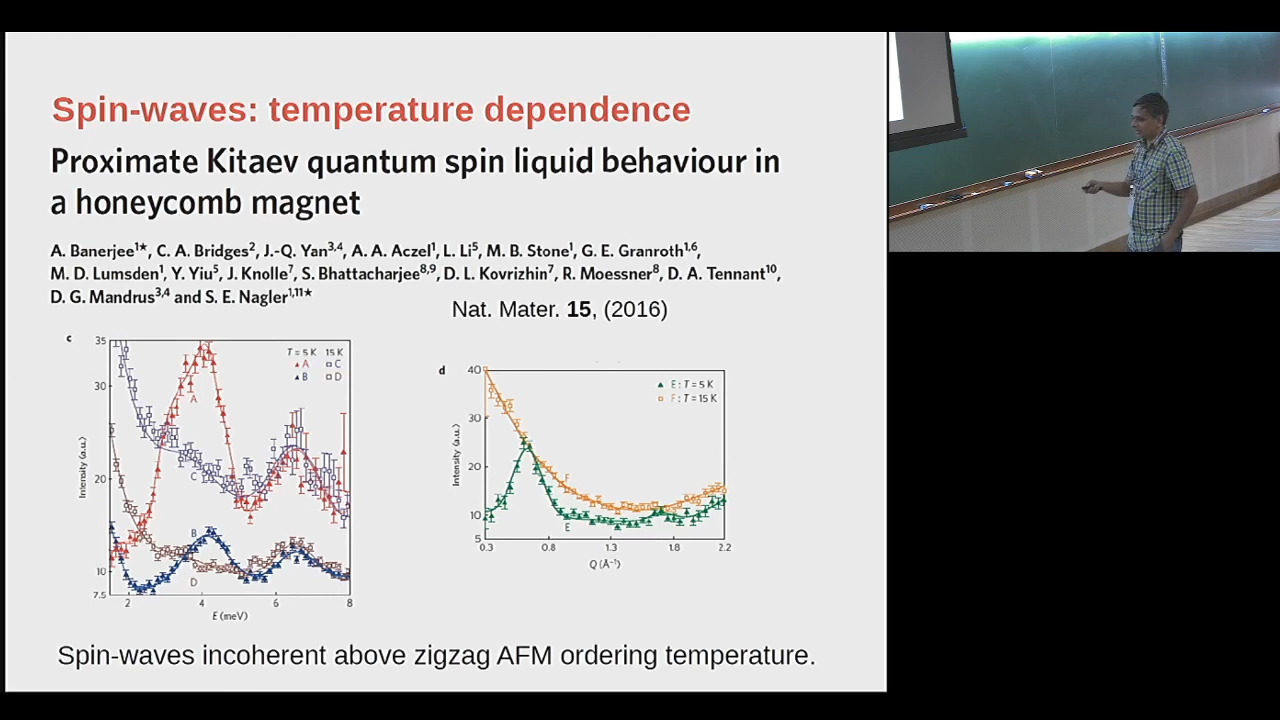 Spin-waves: temperature dependence
Proximate Kitaev quantum spin liquid behaviour in
a honeycomb magnet
A. Banerjee1★, C. A. Bridges2, J.-Q. Yan3,4, A. A. Aczel1, L. Li5, M. B. Stone1, G. E. Granroth1,6,
M. D. Lumsden1, Y. Yiu5, J. Knolle7, S. Bhattacharjee8,9, D. L. Kovrizhin7, R. Moessner8, D. A. Tennant10,
D. G. Mandrus3,4 and S. E. Nagler1,11★
Nat. Mater. 15, (2016)
c
35
30
20
10
7.5
Intensity (a.u.)
T = 5 K 15 K
A C
B D
A
C
B
D
2 4 6 8
E (meV)
d
40
30
20
10
5
Intensity (a.u.)
E : T = 5 K
F : T = 15 K
F
E
0.3 0.8 1.3 1.8 2.2
Q (Å⁻¹)
Spin-waves incoherent above zigzag AFM ordering temperature.